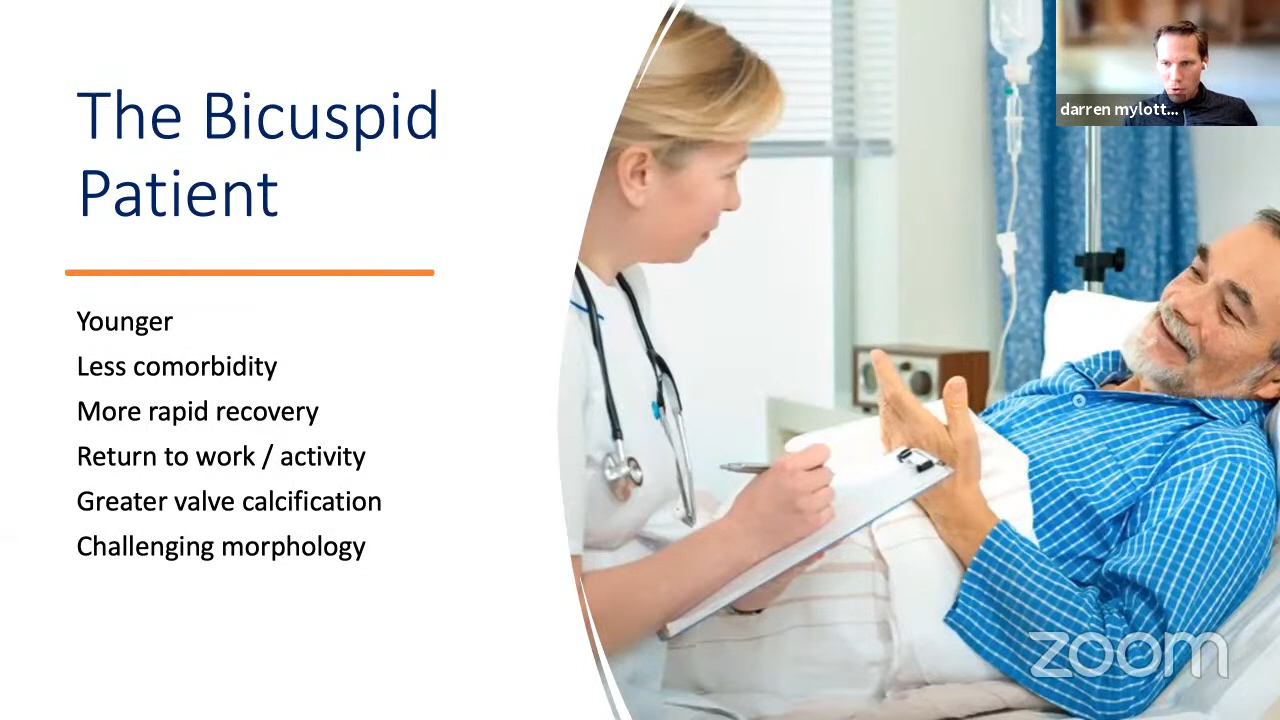 The Bicuspid
Patient
Younger
Less comorbidity
More rapid recovery
Return to work / activity
Greater valve calcification
Challenging morphology
darren mylott...
zoom